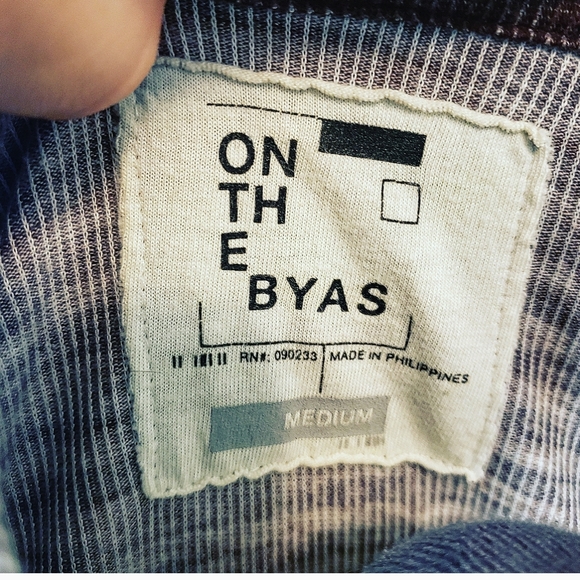 ON
TH
E
BYAS
RN#: 090233 MADE IN PHILIPPINES
MEDIUM